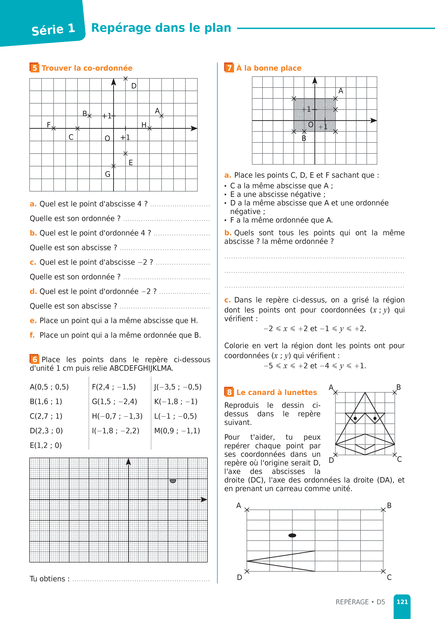 Série 1
Repérage dans le plan
5 Trouver la co-ordonnée
D
B
+1
A
F
H
C
O
+1
E
G
a. Quel est le point d'abscisse 4 ?
Quelle est son ordonnée ?
b. Quel est le point d'ordonnée 4 ?
Quelle est son abscisse ?
c. Quel est le point d'abscisse −2 ?
Quelle est son ordonnée ?
d. Quel est le point d'ordonnée −2 ?
Quelle est son abscisse ?
e. Place un point qui a la même abscisse que H.
f. Place un point qui a la même ordonnée que B.
6 Place les points dans le repère ci-dessous
d'unité 1 cm puis relie ABCDEFGHIJKLMA.
A(0,5 ; 0,5)
B(1,6 ; 1)
C(2,7 ; 1)
D(2,3 ; 0)
E(1,2 ; 0)
F(2,4 ; −1,5)
G(1,5 ; −2,4)
H(−0,7 ; −1,3)
I(−1,8 ; −2,2)
J(−3,5 ; −0,5)
K(−1,8 ; −1)
L(−1 ; −0,5)
M(0,9 ; −1,1)
Tu obtiens :
7 À la bonne place
A
+1
O
+1
B
a. Place les points C, D, E et F sachant que :
• C a la même abscisse que A ;
• E a une abscisse négative ;
• D a la même abscisse que A et une ordonnée
négative ;
• F a la même ordonnée que A.
b. Quels sont tous les points qui ont la même
abscisse ? la même ordonnée ?
c. Dans le repère ci-dessus, on a grisé la région
dont les points ont pour coordonnées (x ; y) qui
vérifient :
−2 ⩽ x ⩽ +2 et −1 ⩽ y ⩽ +2.
Colorie en vert la région dont les points ont pour
coordonnées (x ; y) qui vérifient :
−5 ⩽ x ⩽ +2 et −4 ⩽ y ⩽ +1.
8 Le canard à lunettes
Reproduis le dessin ci-
dessus dans le repère
suivant.
Pour t'aider, tu peux
repérer chaque point par
ses coordonnées dans un
repère où l'origine serait D,
l'axe des abscisses la
droite (DC), l'axe des ordonnées la droite (DA), et
en prenant un carreau comme unité.
A
B
D
C
A
B
D
C
REPÉRAGE • D5
121